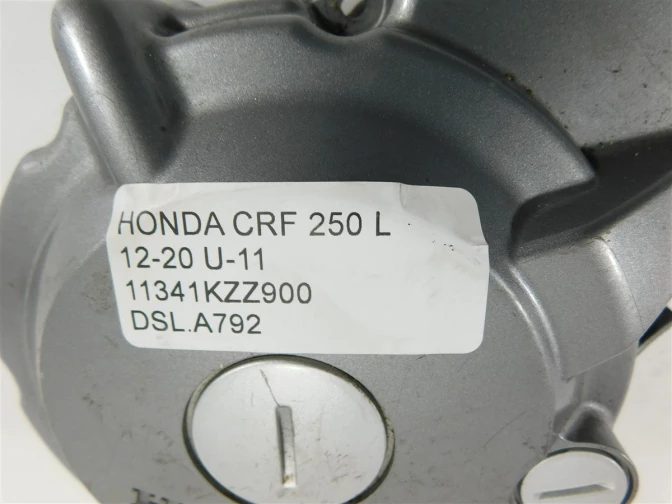 HONDA CRF 250 L
12-20 U-11
11341KZZ900
DSL.A792